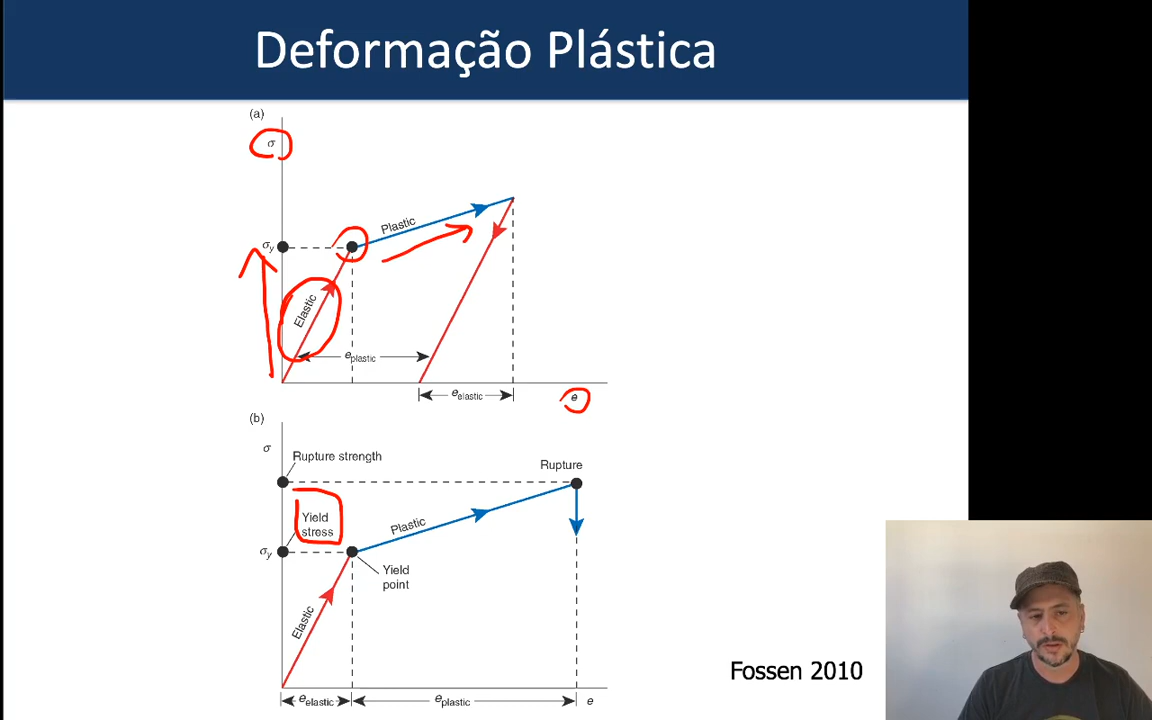 Deformação Plástica
(a)
σ
Plastic
σy
Elastic
eplastic
eelastic
e
(b)
σ
Rupture strength
Rupture
Yield
stress
Plastic
σy
Yield
point
Elastic
eelastic
eplastic
e
Fossen 2010